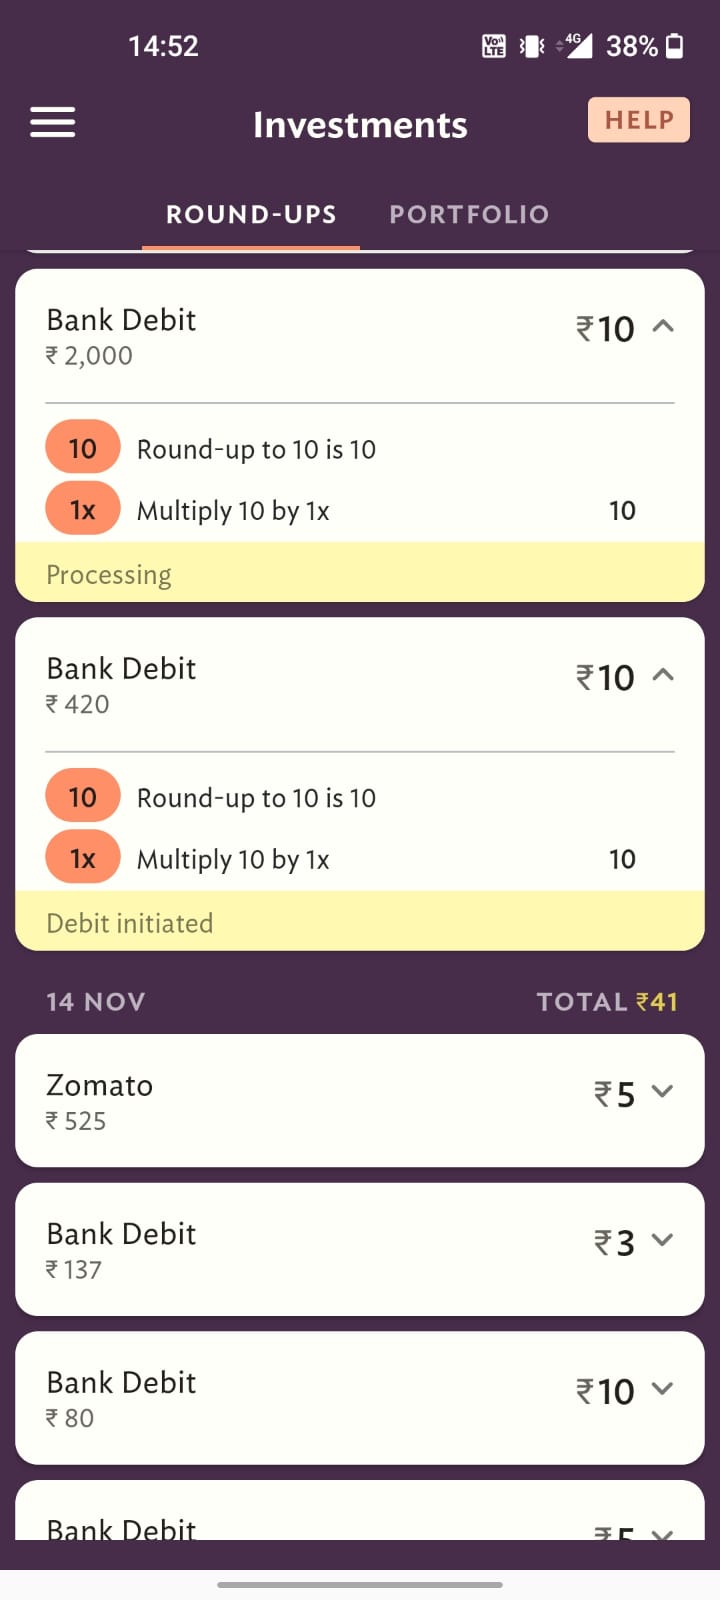 14:52
VoLTE 4G 38%
Investments
HELP
ROUND-UPS PORTFOLIO
Bank Debit
₹10
₹ 2,000
10 Round-up to 10 is 10
1x Multiply 10 by 1x 10
Processing
Bank Debit
₹10
₹ 420
10 Round-up to 10 is 10
1x Multiply 10 by 1x 10
Debit initiated
14 NOV TOTAL ₹41
Zomato
₹5
₹ 525
Bank Debit
₹3
₹ 137
Bank Debit
₹10
₹ 80
Bank Debit
₹5